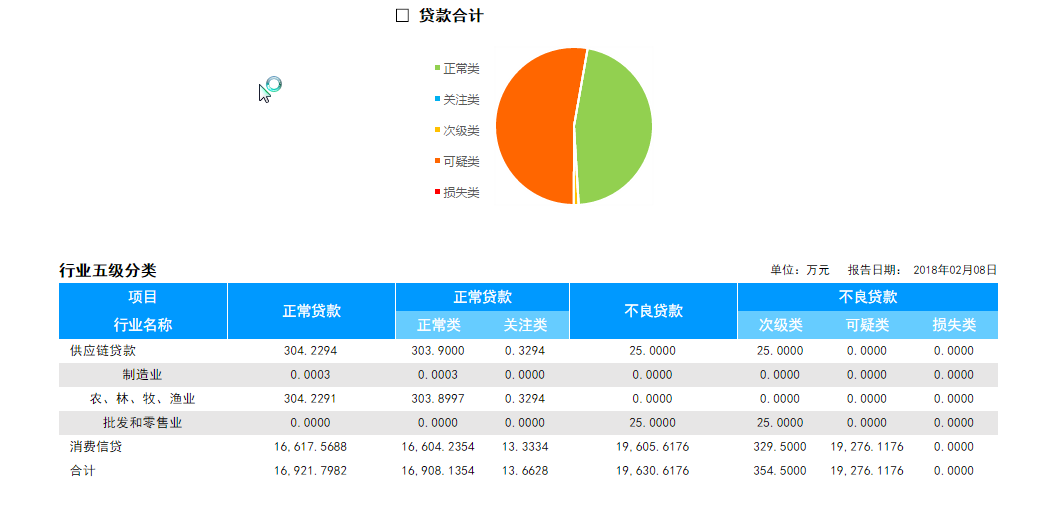 □ 贷款合计
正常类
关注类
次级类
可疑类
损失类
行业五级分类 单位：万元 报告日期： 2018年02月08日
项目 正常贷款 正常贷款 不良贷款 不良贷款
行业名称 正常类 关注类 次级类 可疑类 损失类
供应链贷款 304.2294 303.9000 0.3294 25.0000 25.0000 0.0000 0.0000
制造业 0.0003 0.0003 0.0000 0.0000 0.0000 0.0000 0.0000
农、林、牧、渔业 304.2291 303.8997 0.3294 0.0000 0.0000 0.0000 0.0000
批发和零售业 0.0000 0.0000 0.0000 25.0000 25.0000 0.0000 0.0000
消费信贷 16,617.5688 16,604.2354 13.3334 19,605.6176 329.5000 19,276.1176 0.0000
合计 16,921.7982 16,908.1354 13.6628 19,630.6176 354.5000 19,276.1176 0.0000